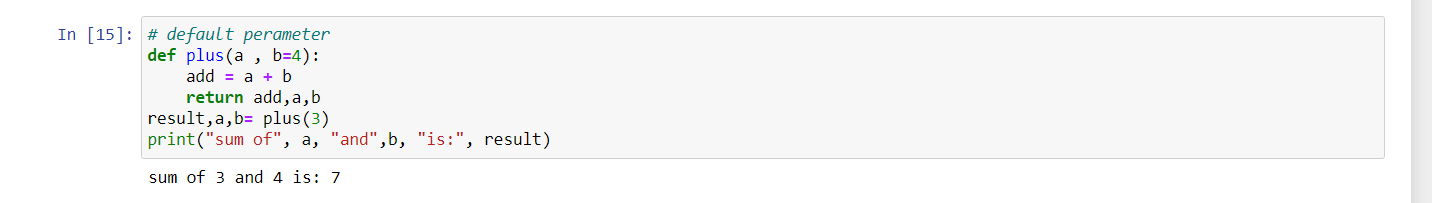 In [15]: # default perameter
def plus(a , b=4):
    add = a + b
    return add,a,b
result,a,b= plus(3)
print("sum of", a, "and",b, "is:", result)
sum of 3 and 4 is: 7